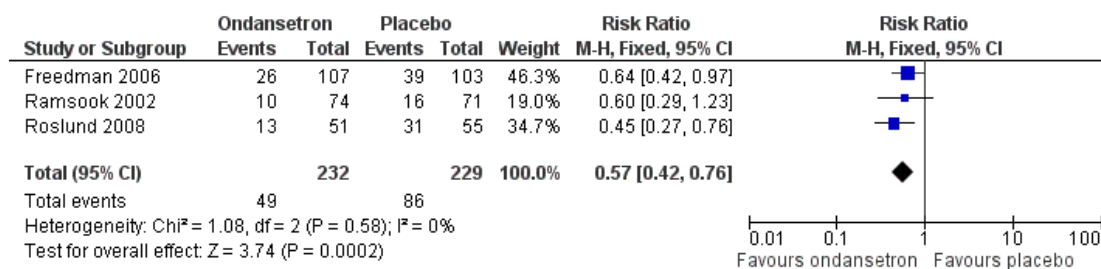 Ondansetron Placebo Risk Ratio Risk Ratio
Study or Subgroup Events Total Events Total Weight M-H, Fixed, 95% CI M-H, Fixed, 95% CI
Freedman 2006 26 107 39 103 46.3% 0.64 [0.42, 0.97]
Ramsook 2002 10 74 16 71 19.0% 0.60 [0.29, 1.23]
Roslund 2008 13 51 31 55 34.7% 0.45 [0.27, 0.76]
Total (95% CI) 232 229 100.0% 0.57 [0.42, 0.76]
Total events 49 86
Heterogeneity: Chi² = 1.08, df = 2 (P = 0.58); I² = 0%
Test for overall effect: Z = 3.74 (P = 0.0002)
0.01 0.1 1 10 100
Favours ondansetron Favours placebo